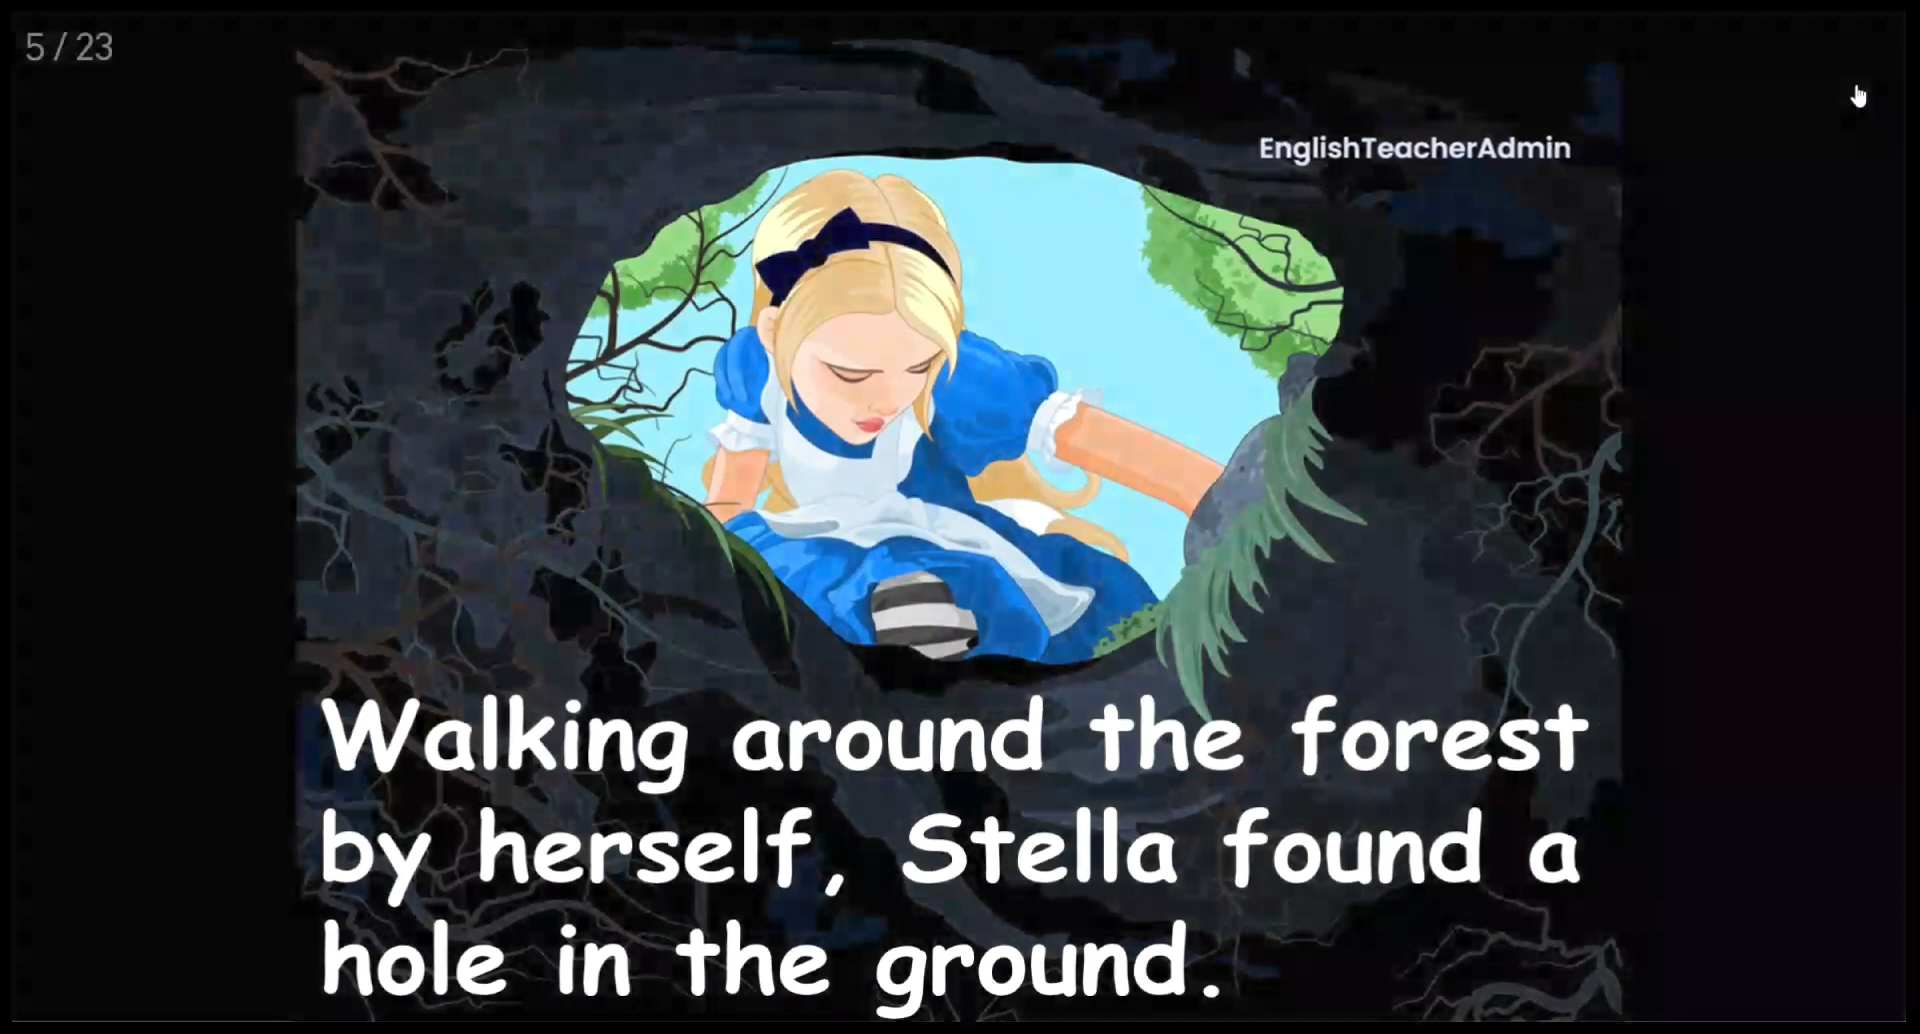 5 / 23
EnglishTeacherAdmin
Walking around the forest
by herself, Stella found a
hole in the ground.